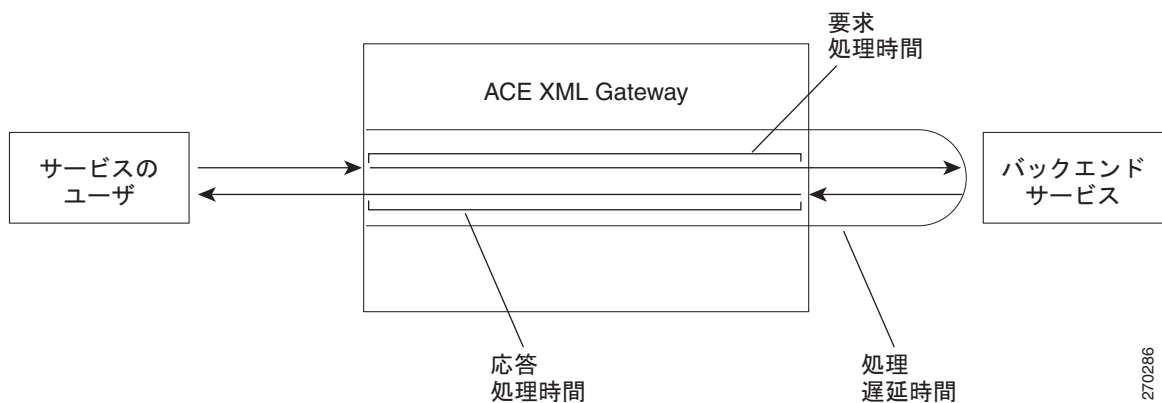 要求
処理時間
ACE XML Gateway
サービスの
ユーザ
バックエンド
サービス
応答
処理時間
処理
遅延時間
270286